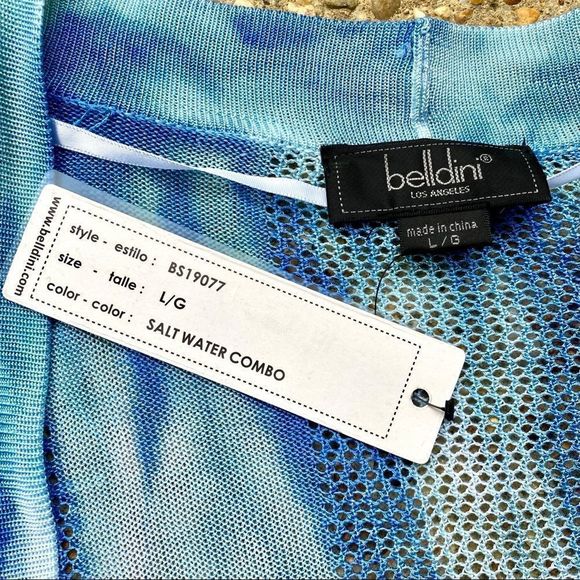 belldini®
LOS ANGELES
made in china
L / G
www.belldini.com
style - estilo : BS19077
size - talle : L/G
color - color : SALT WATER COMBO